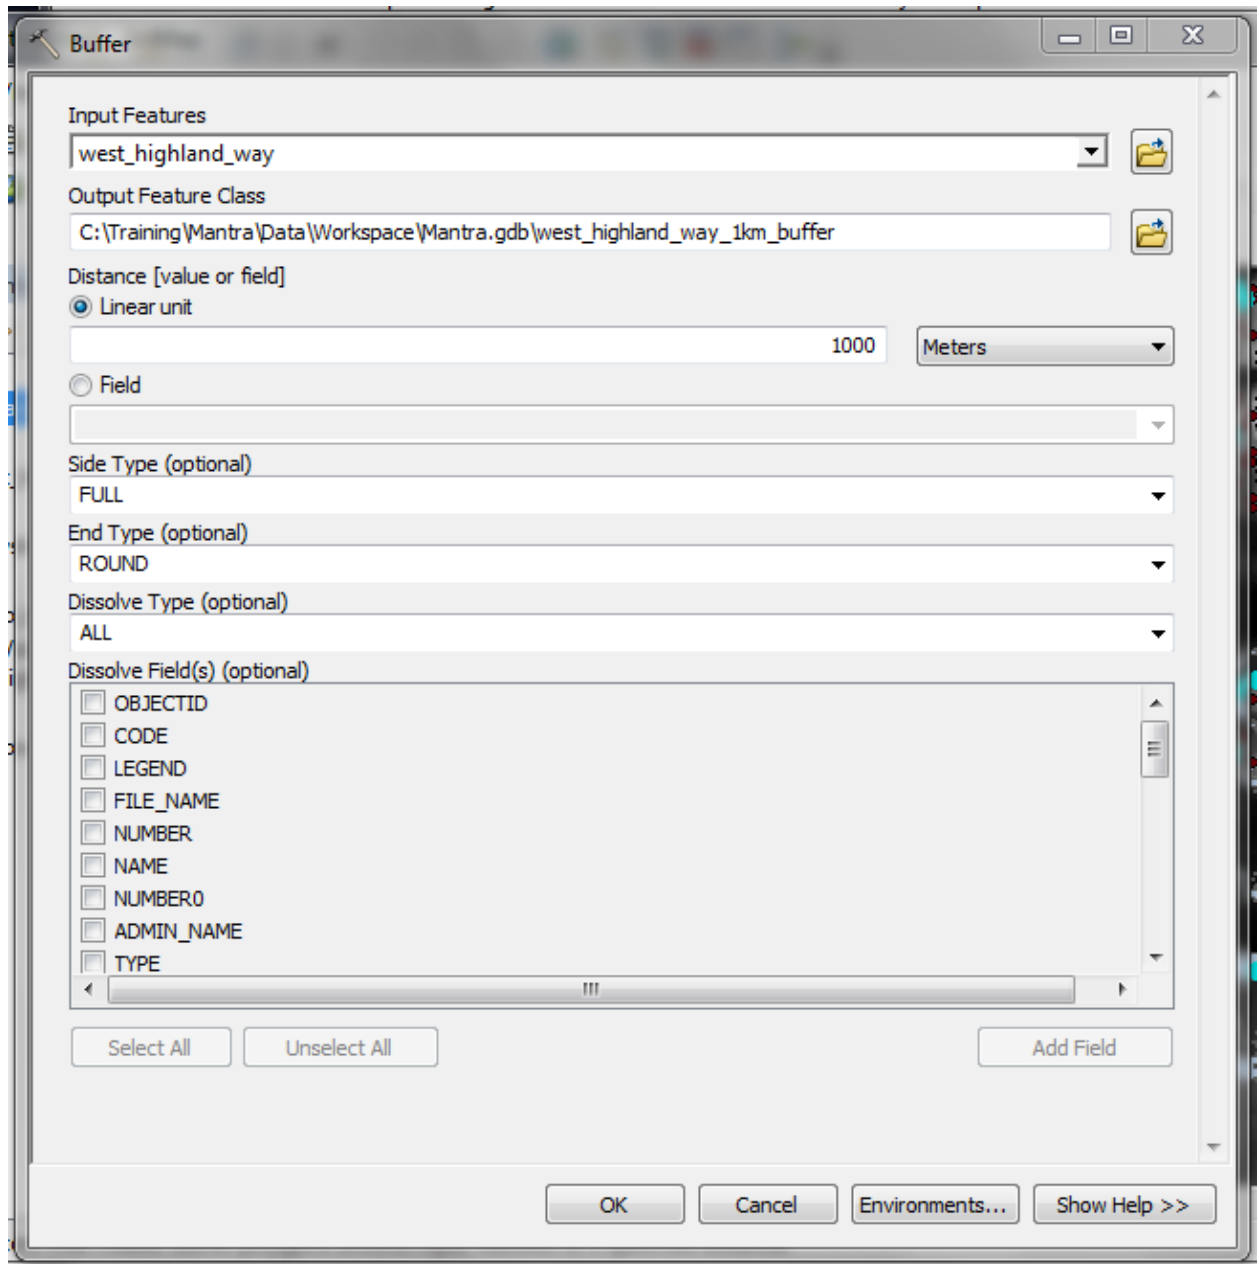 Buffer
Input Features
west_highland_way
Output Feature Class
C:\Training\Mantra\Data\Workspace\Mantra.gdb\west_highland_way_1km_buffer
Distance [value or field]
Linear unit
1000 Meters
Field
Side Type (optional)
FULL
End Type (optional)
ROUND
Dissolve Type (optional)
ALL
Dissolve Field(s) (optional)
OBJECTID
CODE
LEGEND
FILE_NAME
NUMBER
NAME
NUMBER0
ADMIN_NAME
TYPE
Select All Unselect All Add Field
OK Cancel Environments... Show Help >>